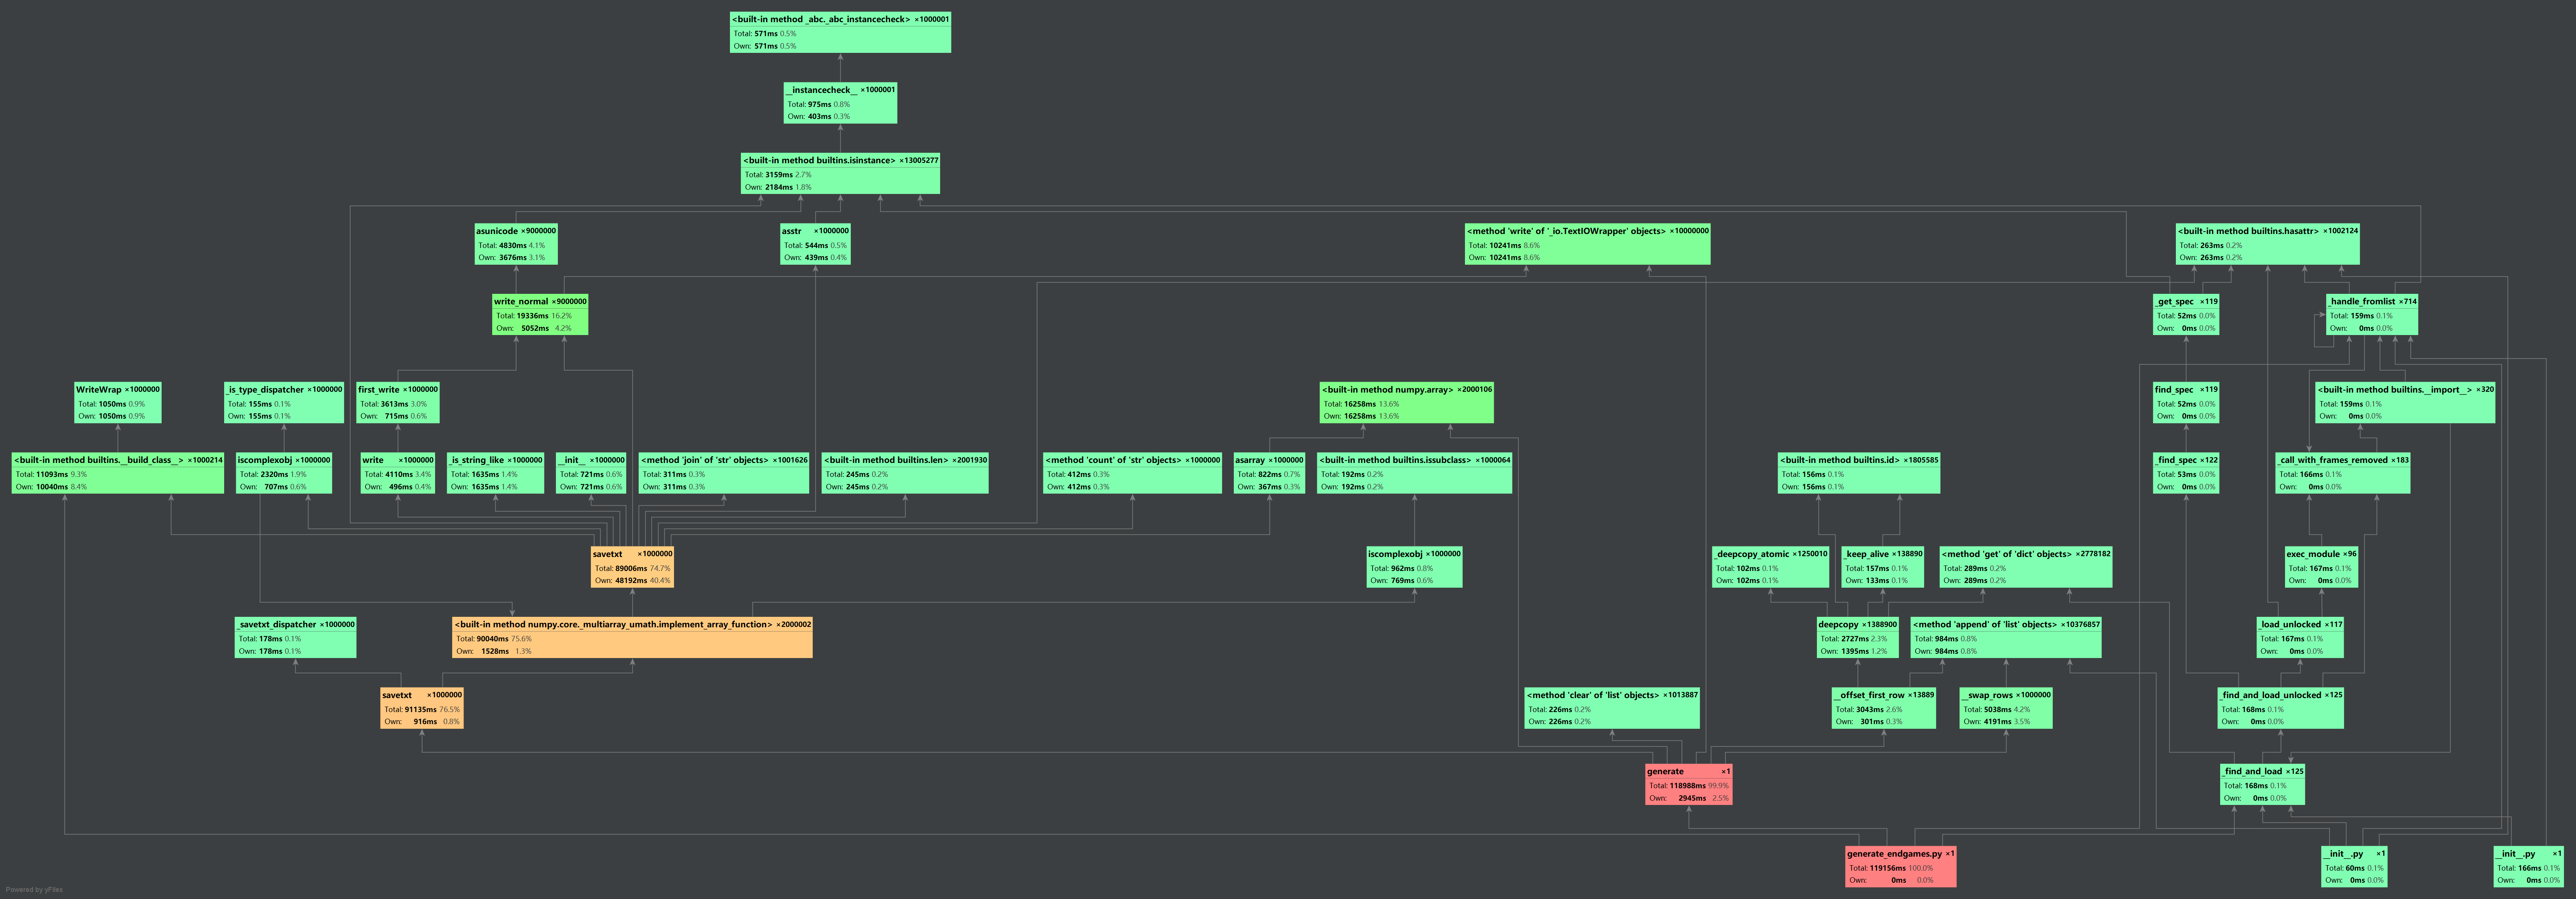 <built-in method _abc._abc_instancecheck> ×1000001
Total: 571ms 0.5%
Own: 571ms 0.5%
__instancecheck__ ×1000001
Total: 975ms 0.8%
Own: 403ms 0.3%
<built-in method builtins.isinstance> ×13005277
Total: 3159ms 2.7%
Own: 2184ms 1.8%
asunicode ×9000000
Total: 4830ms 4.1%
Own: 3676ms 3.1%
asstr ×1000000
Total: 544ms 0.5%
Own: 439ms 0.4%
<method 'write' of '_io.TextIOWrapper' objects> ×10000000
Total: 10241ms 8.6%
Own: 10241ms 8.6%
<built-in method builtins.hasattr> ×1002124
Total: 263ms 0.2%
Own: 263ms 0.2%
write_normal ×9000000
Total: 19336ms 16.2%
Own: 5052ms 4.2%
_get_spec ×119
Total: 52ms 0.0%
Own: 0ms 0.0%
_handle_fromlist ×714
Total: 159ms 0.1%
Own: 0ms 0.0%
WriteWrap ×1000000
Total: 1050ms 0.9%
Own: 1050ms 0.9%
_is_type_dispatcher ×1000000
Total: 155ms 0.1%
Own: 155ms 0.1%
first_write ×1000000
Total: 3613ms 3.0%
Own: 715ms 0.6%
<built-in method numpy.array> ×2000106
Total: 16258ms 13.6%
Own: 16258ms 13.6%
find_spec ×119
Total: 52ms 0.0%
Own: 0ms 0.0%
<built-in method builtins.__import__> ×320
Total: 159ms 0.1%
Own: 0ms 0.0%
<built-in method builtins.__build_class__> ×1000214
Total: 11093ms 9.3%
Own: 10040ms 8.4%
iscomplexobj ×1000000
Total: 2320ms 1.9%
Own: 707ms 0.6%
write ×1000000
Total: 4110ms 3.4%
Own: 496ms 0.4%
_is_string_like ×1000000
Total: 1635ms 1.4%
Own: 1635ms 1.4%
__init__ ×1000000
Total: 721ms 0.6%
Own: 721ms 0.6%
<method 'join' of 'str' objects> ×1001626
Total: 311ms 0.3%
Own: 311ms 0.3%
<built-in method builtins.len> ×2001930
Total: 245ms 0.2%
Own: 245ms 0.2%
<method 'count' of 'str' objects> ×1000000
Total: 412ms 0.3%
Own: 412ms 0.3%
asarray ×1000000
Total: 822ms 0.7%
Own: 367ms 0.3%
<built-in method builtins.issubclass> ×1000064
Total: 192ms 0.2%
Own: 192ms 0.2%
<built-in method builtins.id> ×1805585
Total: 156ms 0.1%
Own: 156ms 0.1%
_find_spec ×122
Total: 53ms 0.0%
Own: 0ms 0.0%
_call_with_frames_removed ×183
Total: 166ms 0.1%
Own: 0ms 0.0%
savetxt ×1000000
Total: 89006ms 74.7%
Own: 48192ms 40.4%
iscomplexobj ×1000000
Total: 962ms 0.8%
Own: 769ms 0.6%
_deepcopy_atomic ×1250010
Total: 102ms 0.1%
Own: 102ms 0.1%
_keep_alive ×138890
Total: 157ms 0.1%
Own: 133ms 0.1%
<method 'get' of 'dict' objects> ×2778182
Total: 289ms 0.2%
Own: 289ms 0.2%
exec_module ×96
Total: 167ms 0.1%
Own: 0ms 0.0%
_savetxt_dispatcher ×1000000
Total: 178ms 0.1%
Own: 178ms 0.1%
<built-in method numpy.core._multiarray_umath.implement_array_function> ×2000002
Total: 90040ms 75.6%
Own: 1528ms 1.3%
deepcopy ×1388900
Total: 2727ms 2.3%
Own: 1395ms 1.2%
<method 'append' of 'list' objects> ×10376857
Total: 984ms 0.8%
Own: 984ms 0.8%
_load_unlocked ×117
Total: 167ms 0.1%
Own: 0ms 0.0%
savetxt ×1000000
Total: 91135ms 76.5%
Own: 916ms 0.8%
<method 'clear' of 'list' objects> ×1013887
Total: 226ms 0.2%
Own: 226ms 0.2%
__offset_first_row ×13889
Total: 3043ms 2.6%
Own: 301ms 0.3%
__swap_rows ×1000000
Total: 5038ms 4.2%
Own: 4191ms 3.5%
_find_and_load_unlocked ×125
Total: 168ms 0.1%
Own: 0ms 0.0%
generate ×1
Total: 118988ms 99.9%
Own: 2945ms 2.5%
_find_and_load ×125
Total: 168ms 0.1%
Own: 0ms 0.0%
generate_endgames.py ×1
Total: 119156ms 100.0%
Own: 0ms 0.0%
__init__.py ×1
Total: 60ms 0.1%
Own: 0ms 0.0%
__init__.py ×1
Total: 166ms 0.1%
Own: 0ms 0.0%
Powered by yFiles